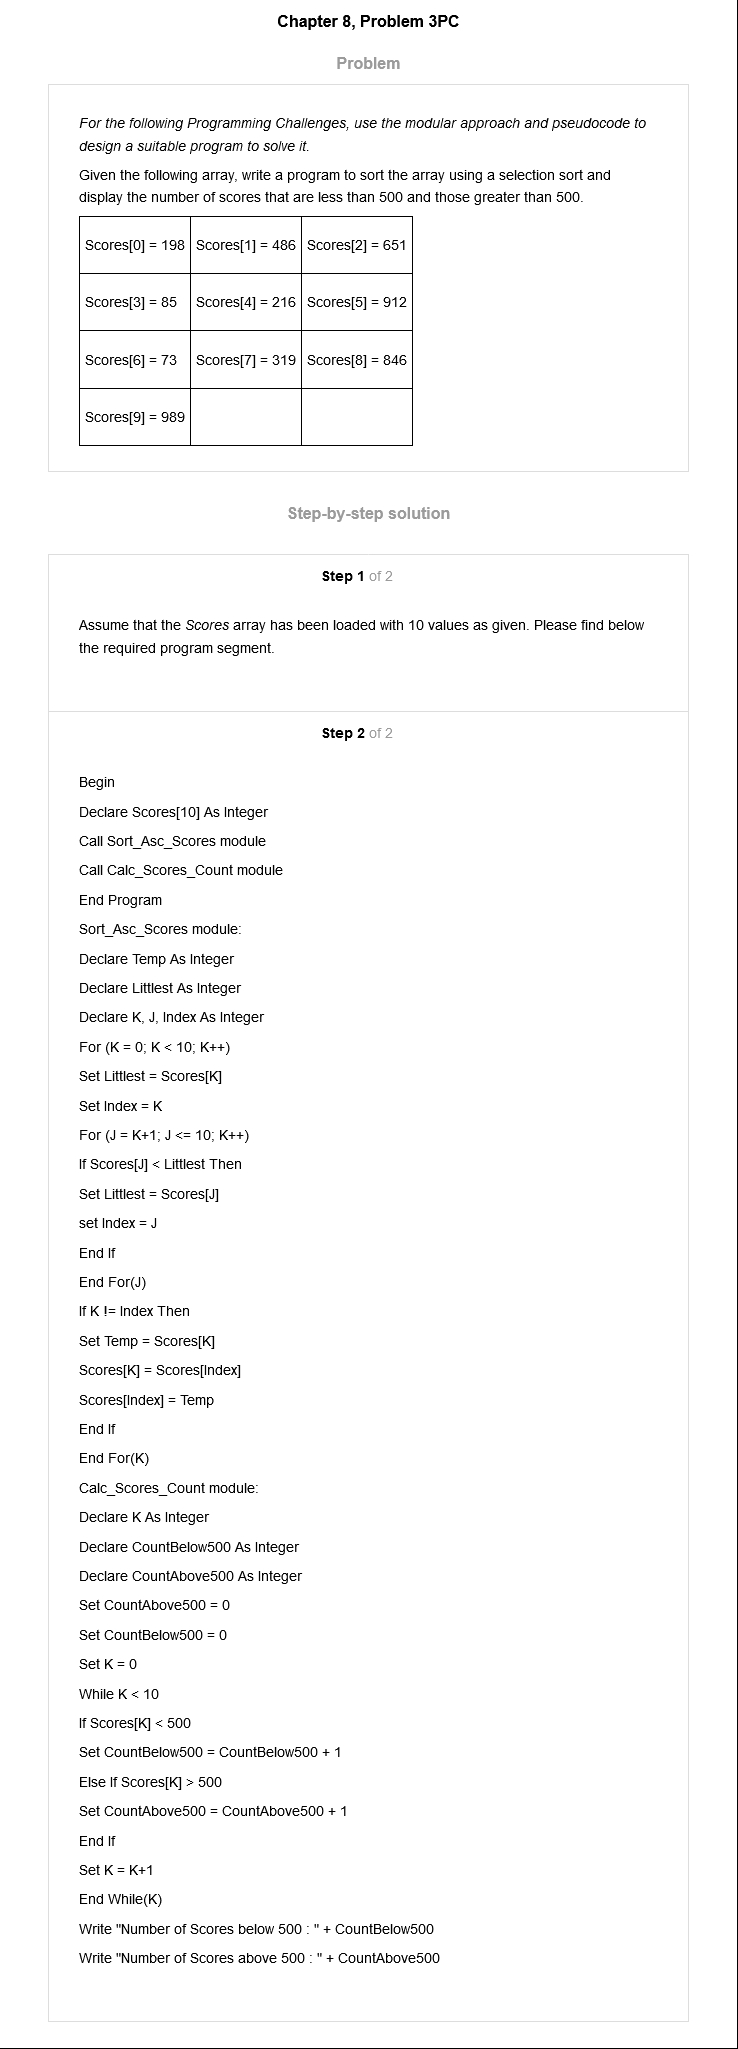 Chapter 8, Problem 3PC
Problem
For the following Programming Challenges, use the modular approach and pseudocode to
design a suitable program to solve it.
Given the following array, write a program to sort the array using a selection sort and
display the number of scores that are less than 500 and those greater than 500.
Scores[0] = 198 Scores[1] = 486 Scores[2] = 651
Scores[3] = 85 Scores[4] = 216 Scores[5] = 912
Scores[6] = 73 Scores[7] = 319 Scores[8] = 846
Scores[9] = 989
Step-by-step solution
Step 1 of 2
Assume that the Scores array has been loaded with 10 values as given. Please find below
the required program segment.
Step 2 of 2
Begin
Declare Scores[10] As Integer
Call Sort_Asc_Scores module
Call Calc_Scores_Count module
End Program
Sort_Asc_Scores module:
Declare Temp As Integer
Declare Littlest As Integer
Declare K, J, Index As Integer
For (K = 0; K < 10; K++)
Set Littlest = Scores[K]
Set Index = K
For (J = K+1; J <= 10; K++)
If Scores[J] < Littlest Then
Set Littlest = Scores[J]
set Index = J
End If
End For(J)
If K != Index Then
Set Temp = Scores[K]
Scores[K] = Scores[Index]
Scores[Index] = Temp
End If
End For(K)
Calc_Scores_Count module:
Declare K As Integer
Declare CountBelow500 As Integer
Declare CountAbove500 As Integer
Set CountAbove500 = 0
Set CountBelow500 = 0
Set K = 0
While K < 10
If Scores[K] < 500
Set CountBelow500 = CountBelow500 + 1
Else If Scores[K] > 500
Set CountAbove500 = CountAbove500 + 1
End If
Set K = K+1
End While(K)
Write "Number of Scores below 500 : " + CountBelow500
Write "Number of Scores above 500 : " + CountAbove500